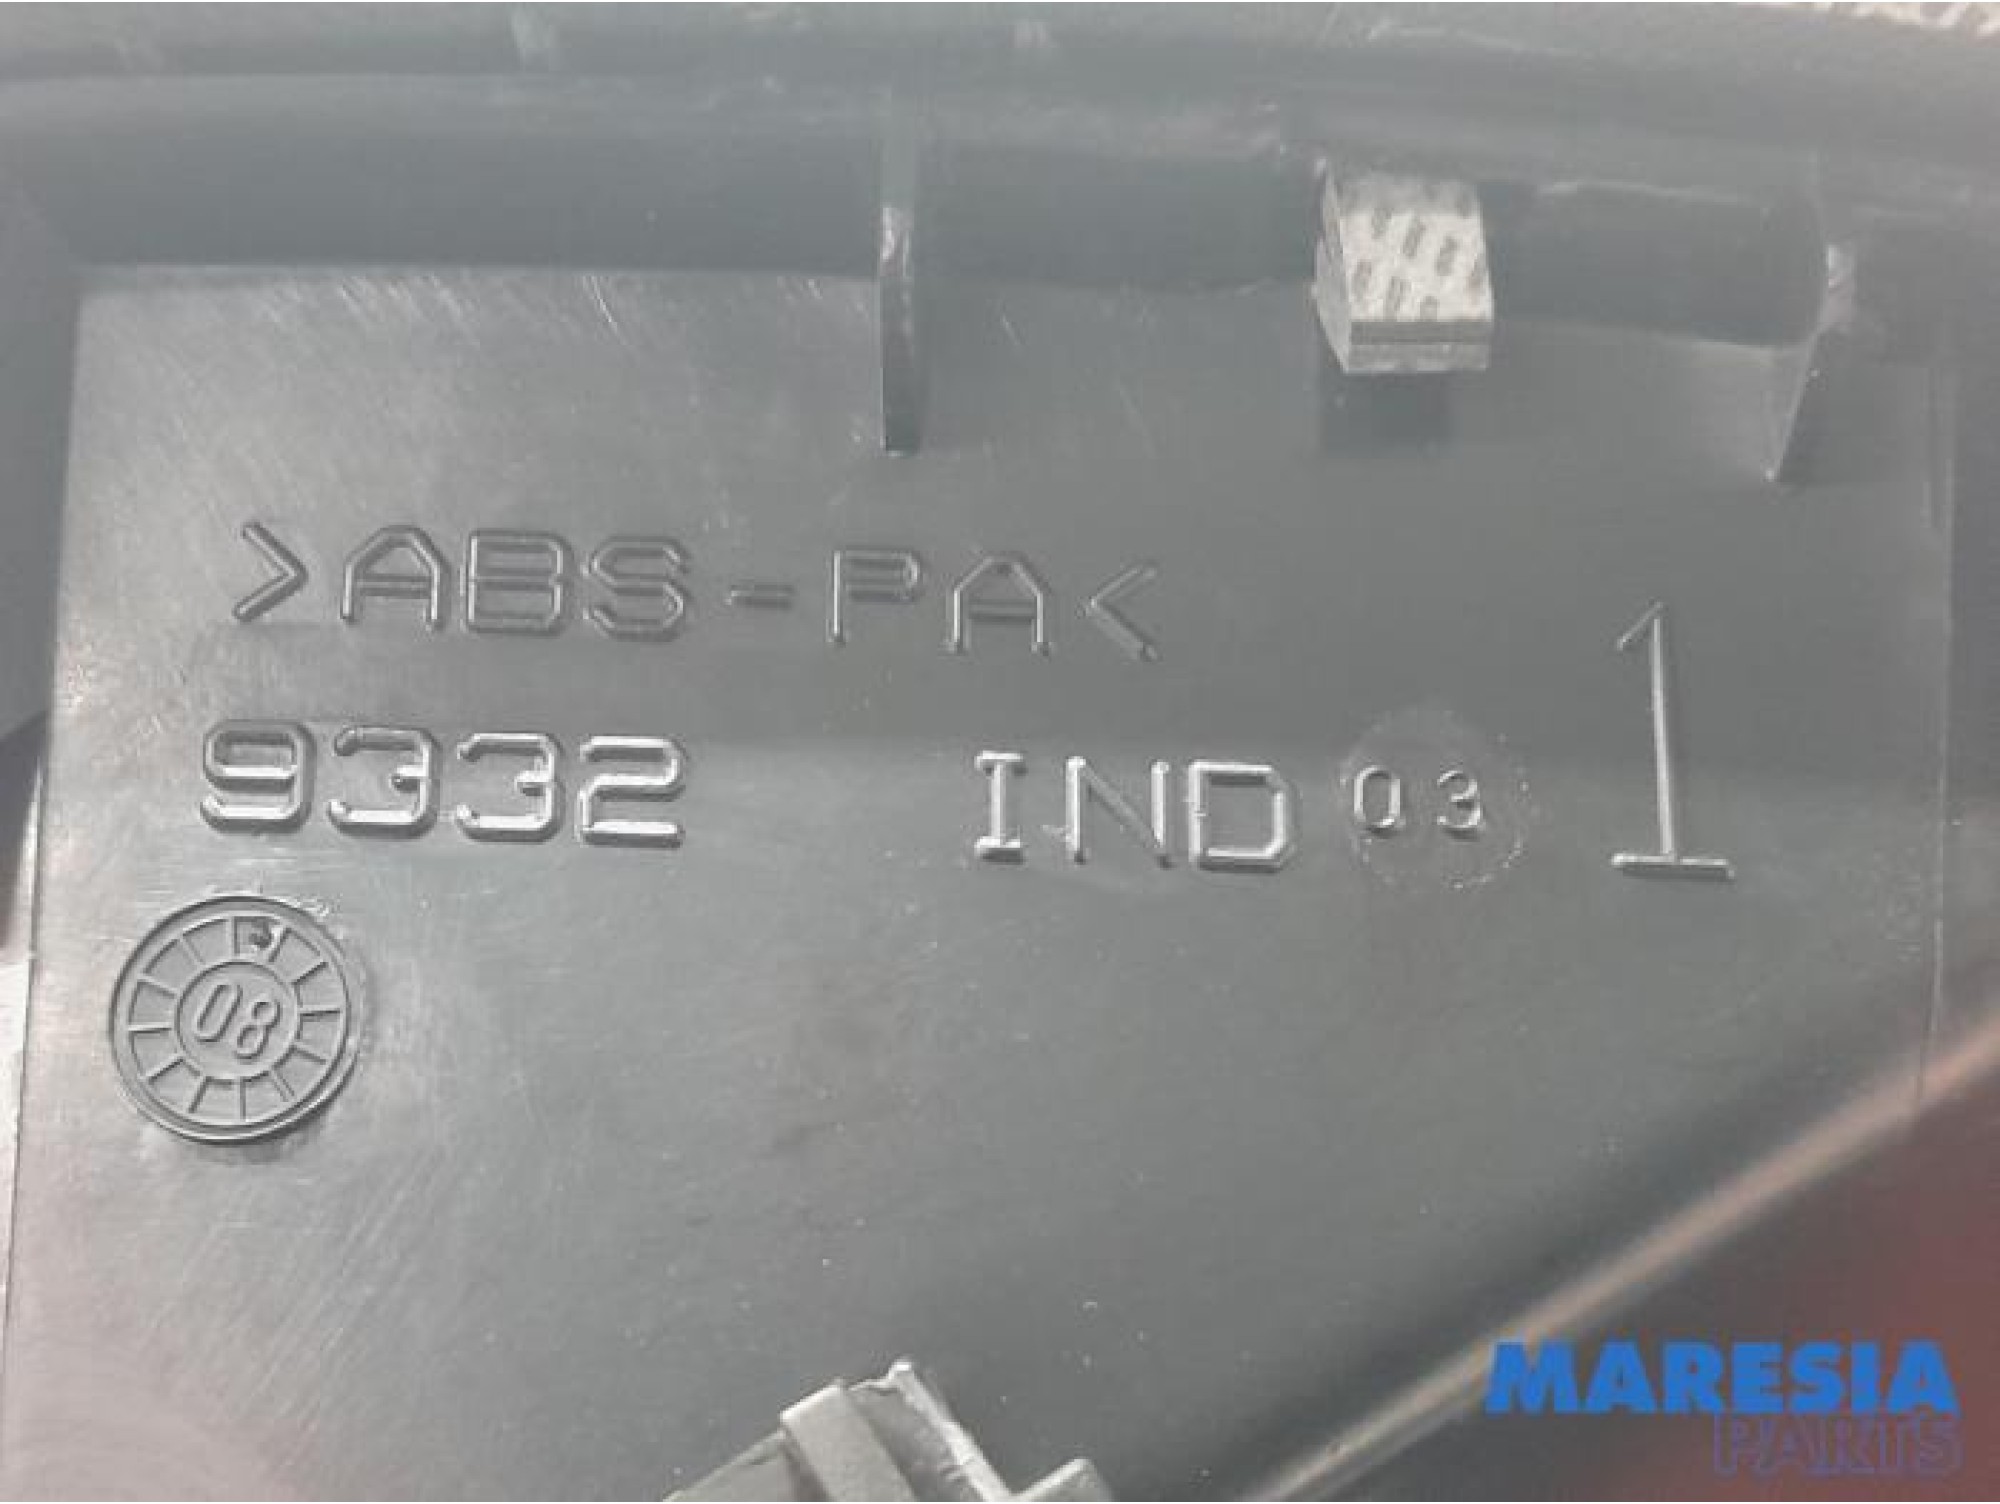 >ABS-PA<
9332 IND 03 1
08
MARESIA
PARTS